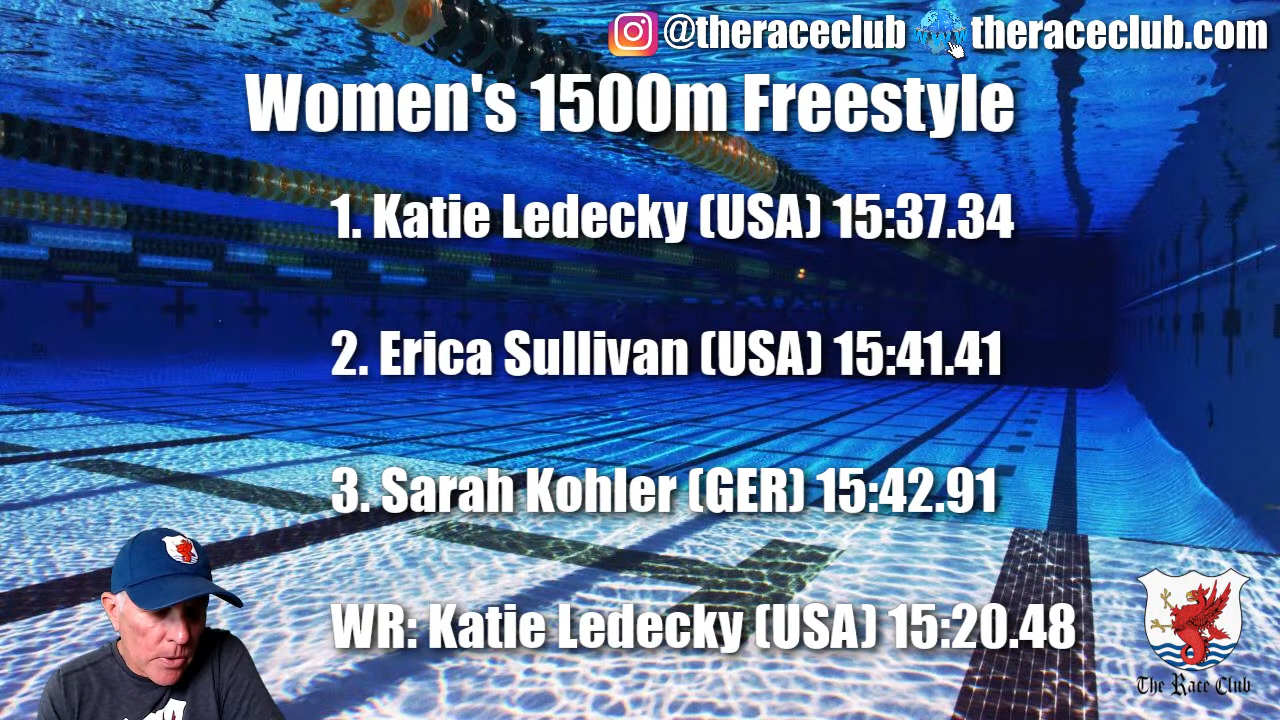 @theraceclub www theraceclub.com
Women's 1500m Freestyle
1. Katie Ledecky (USA) 15:37.34
2. Erica Sullivan (USA) 15:41.41
3. Sarah Kohler (GER) 15:42.91
WR: Katie Ledecky (USA) 15:20.48
The Race Club